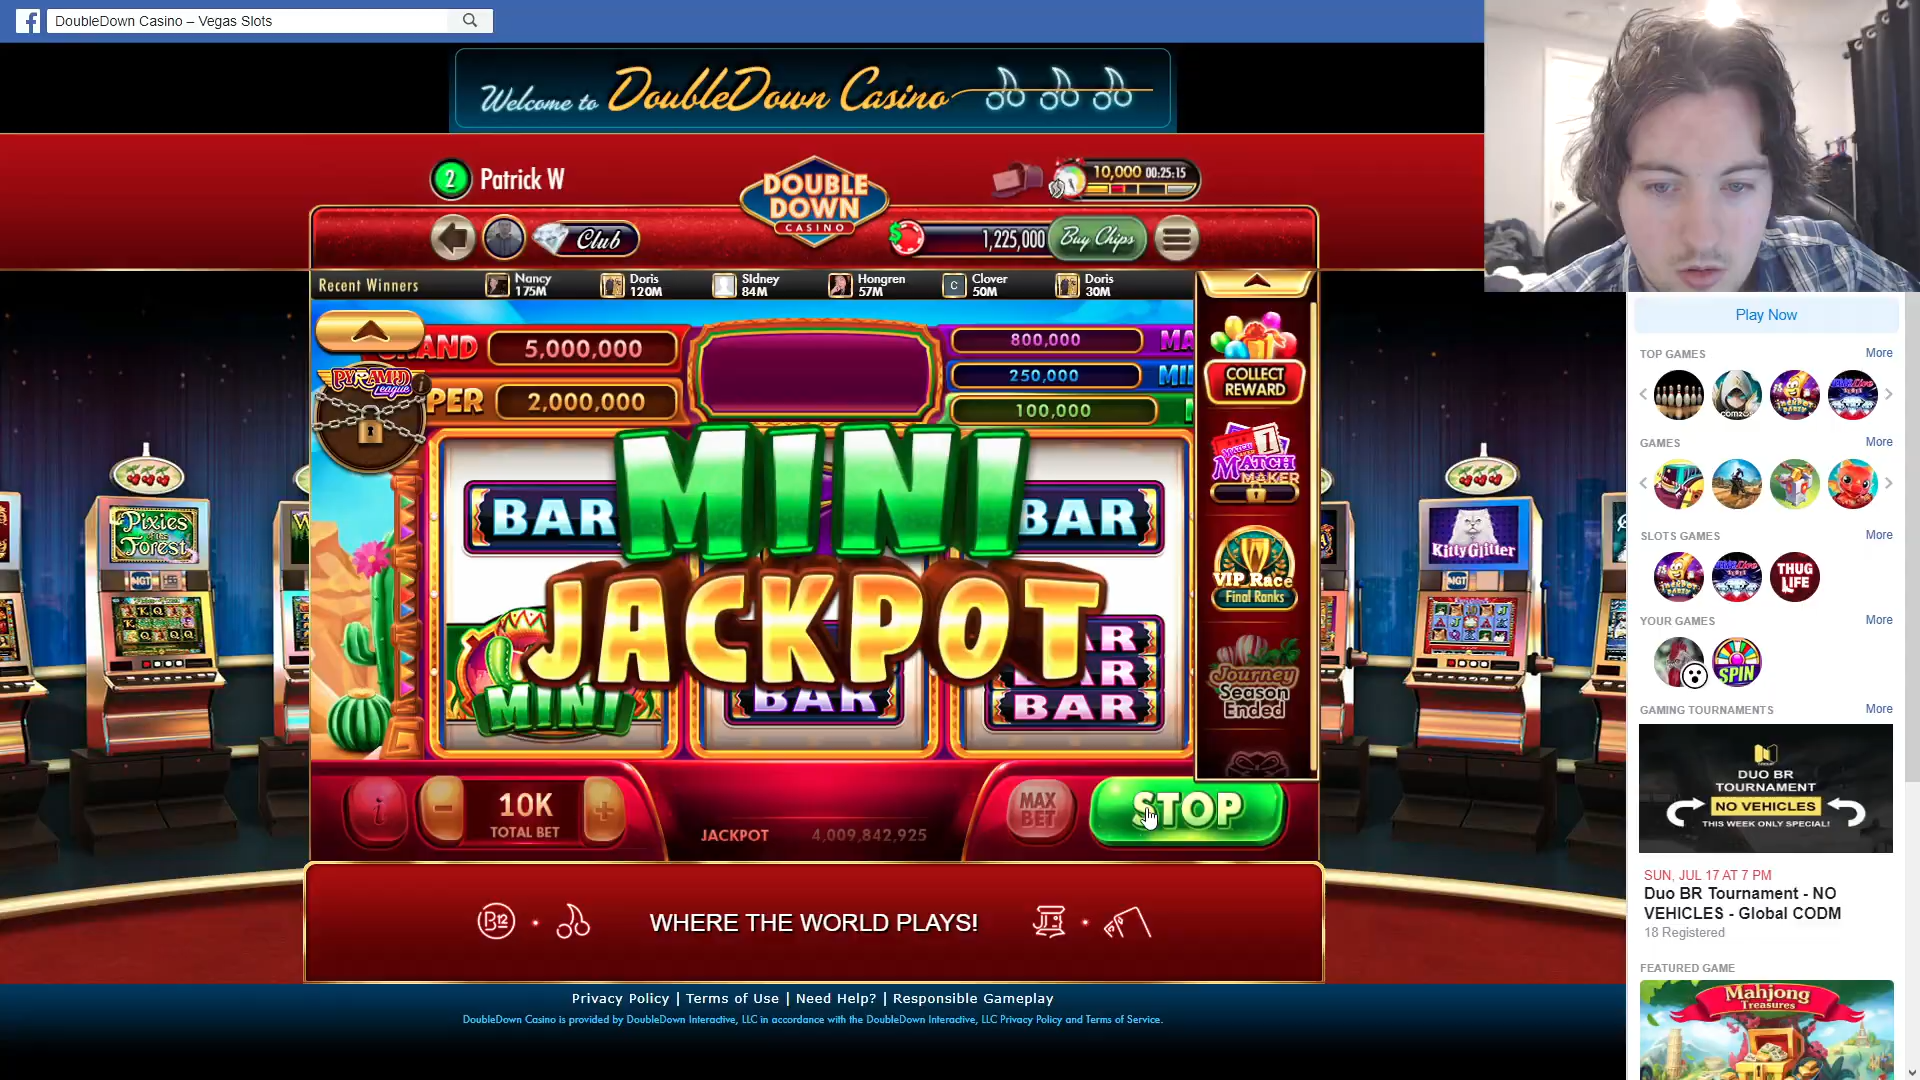 DoubleDown Casino – Vegas Slots
Welcome to DoubleDown Casino
2 Patrick W
DOUBLE
DOWN
CASINO
10,000 00:25:15
Club
1,225,000
Buy Chips
Recent Winners
Nancy
175M
Doris
120M
SIdney
84M
Hongren
57M
C
Clover
50M
Doris
30M
5,000,000
2,000,000
PER
800,000
250,000
100,000
PYRAMID
League
COLLECT
REWARD
MATCH
MAKER
VIP Race
Final Ranks
Journey
Season
Ended
MINI
JACKPOT
BAR
BAR
MINI
BAR
BAR
BAR
BAR
10K
TOTAL BET
JACKPOT 4,009,842,925
MAX
BET
STOP
Pixies
of the
Forest
Kitty Glitter
WHERE THE WORLD PLAYS!
Privacy Policy | Terms of Use | Need Help? | Responsible Gameplay
DoubleDown Casino is provided by DoubleDown Interactive, LLC in accordance with the DoubleDown Interactive, LLC Privacy Policy and Terms of Service.
Play Now
TOP GAMES More
GAMES More
SLOTS GAMES More
THUG
LIFE
YOUR GAMES More
SPIN
GAMING TOURNAMENTS More
DUO BR
TOURNAMENT
NO VEHICLES
THIS WEEK ONLY SPECIAL!
SUN, JUL 17 AT 7 PM
Duo BR Tournament - NO
VEHICLES - Global CODM
18 Registered
FEATURED GAME
Mahjong
Treasures